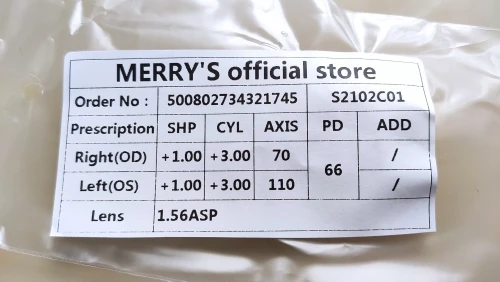 MERRY'S official store
Order No : 500802734321745 S2102C01
Prescription SHP CYL AXIS PD ADD
Right(OD) +1.00 +3.00 70 66 /
Left(OS) +1.00 +3.00 110 /
Lens 1.56ASP